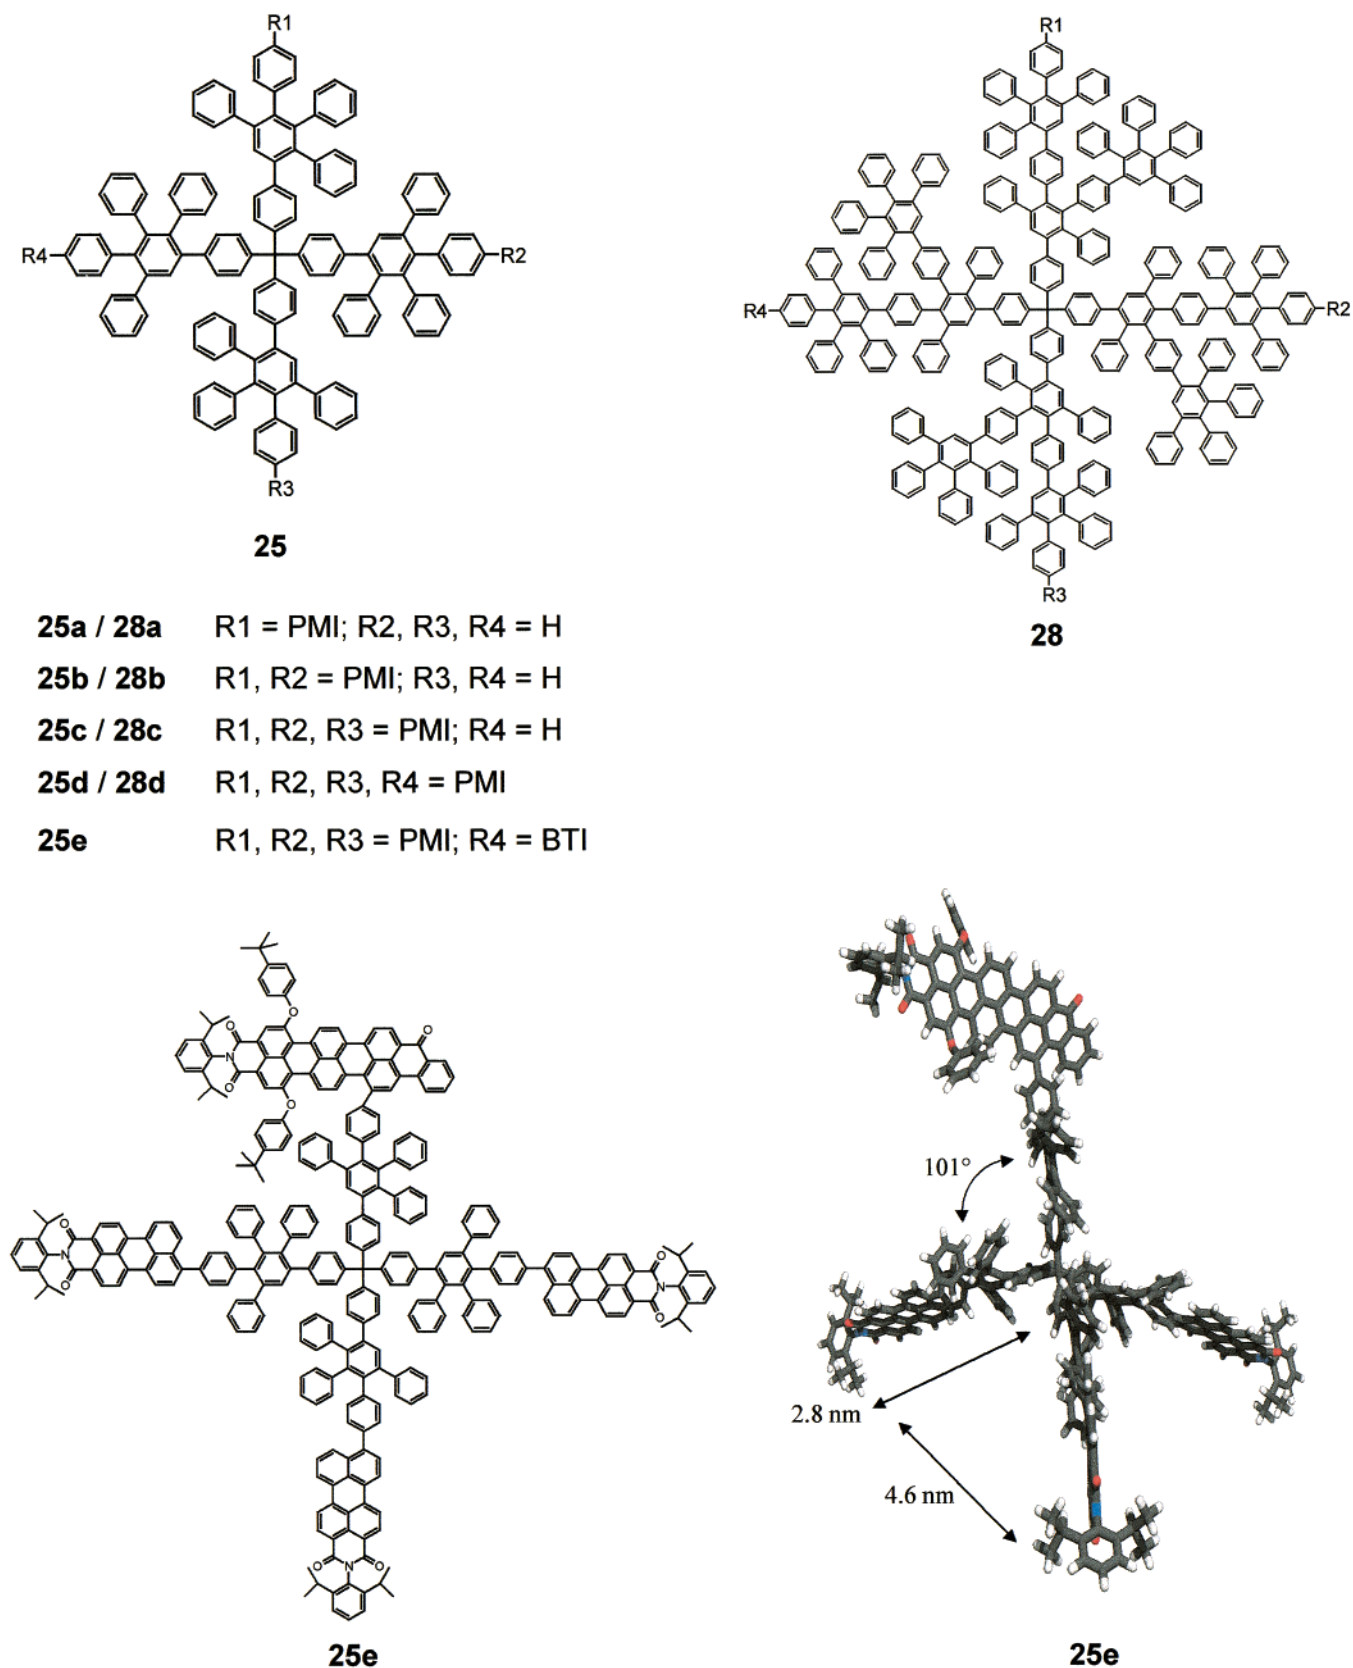 R1
R4
R2
R3
25
R1
R4
R2
R3
28
25a / 28a R1 = PMI; R2, R3, R4 = H
25b / 28b R1, R2 = PMI; R3, R4 = H
25c / 28c R1, R2, R3 = PMI; R4 = H
25d / 28d R1, R2, R3, R4 = PMI
25e R1, R2, R3 = PMI; R4 = BTI
O
O
N
O
O
O
O
N
O
O
N
O
O
N
O
25e
101°
2.8 nm
4.6 nm
25e